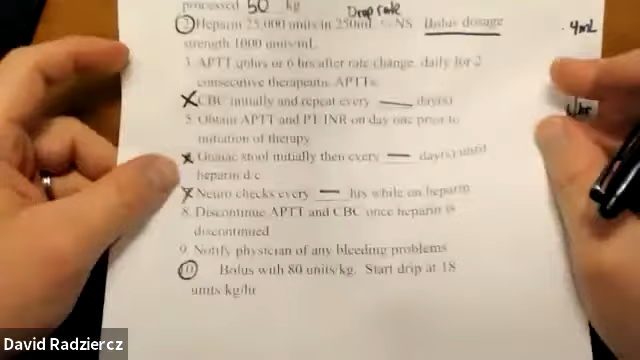 processed 50 kg
Drop rate
2. Heparin 25,000 units in 250mL ½ NS Bolus dosage
strength 1000 units/mL
.4mL
3. APTT q6hrs or 6 hrs after rate change, daily for 2
consecutive therapeutic APTTs
CBC initially and repeat every ___ day(s)
5. Obtain APTT and PT INR on day one prior to
initiation of therapy
Guaiac stool initially then every ___ day(s) until
heparin d/c
Neuro checks every ___ hrs while on heparin
8. Discontinue APTT and CBC once heparin is
discontinued
9. Notify physician of any bleeding problems
10. Bolus with 80 units/kg. Start drip at 18
units/kg/hr
David Radziercz